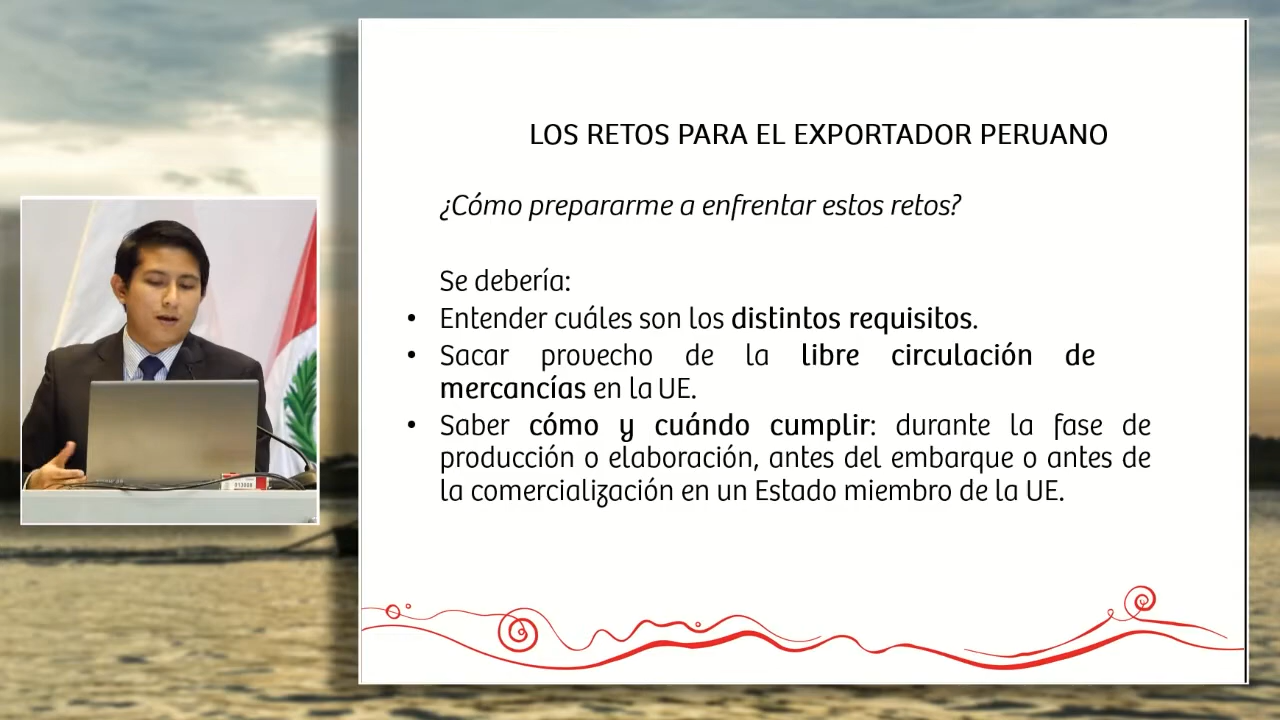 LOS RETOS PARA EL EXPORTADOR PERUANO
¿Cómo prepararme a enfrentar estos retos?
Se debería:
• Entender cuáles son los distintos requisitos.
• Sacar provecho de la libre circulación de
mercancías en la UE.
• Saber cómo y cuándo cumplir: durante la fase de
producción o elaboración, antes del embarque o antes de
la comercialización en un Estado miembro de la UE.